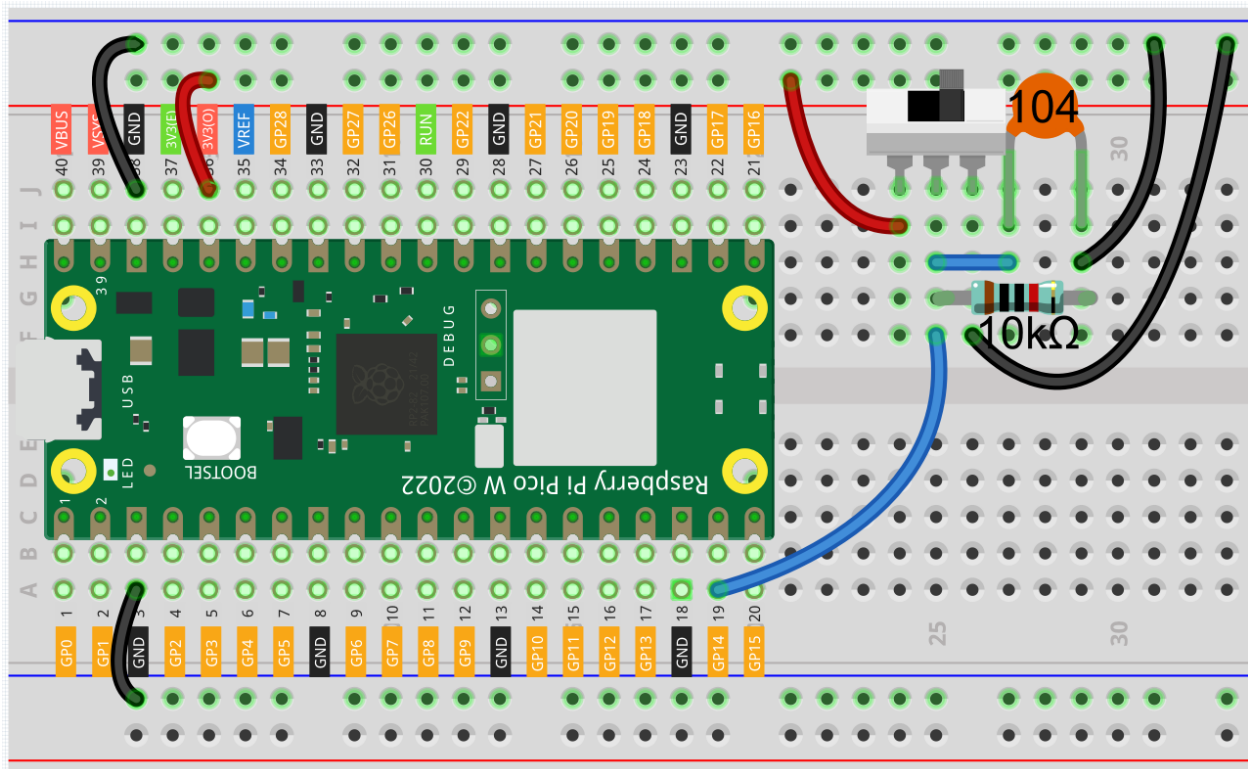 VBUS VSYS GND 3V3(E) 3V3(O) VREF GP28 GND GP27 GP26 RUN GP22 GND GP21 GP20 GP19 GP18 GND GP17 GP16
40 39 38 37 36 35 34 33 32 31 30 29 28 27 26 25 24 23 22 21
104
30
J
I
H
G
F
E
D
C
B
A
39
DEBUG
USB
10kΩ
LED
BOOTSEL
Raspberry Pi Pico W ©2022
1 2
1 2 3 4 5 6 7 8 9 10 11 12 13 14 15 16 17 18 19 20
25 30
GP0 GP1 GND GP2 GP3 GP4 GP5 GND GP6 GP7 GP8 GP9 GND GP10 GP11 GP12 GP13 GND GP14 GP15